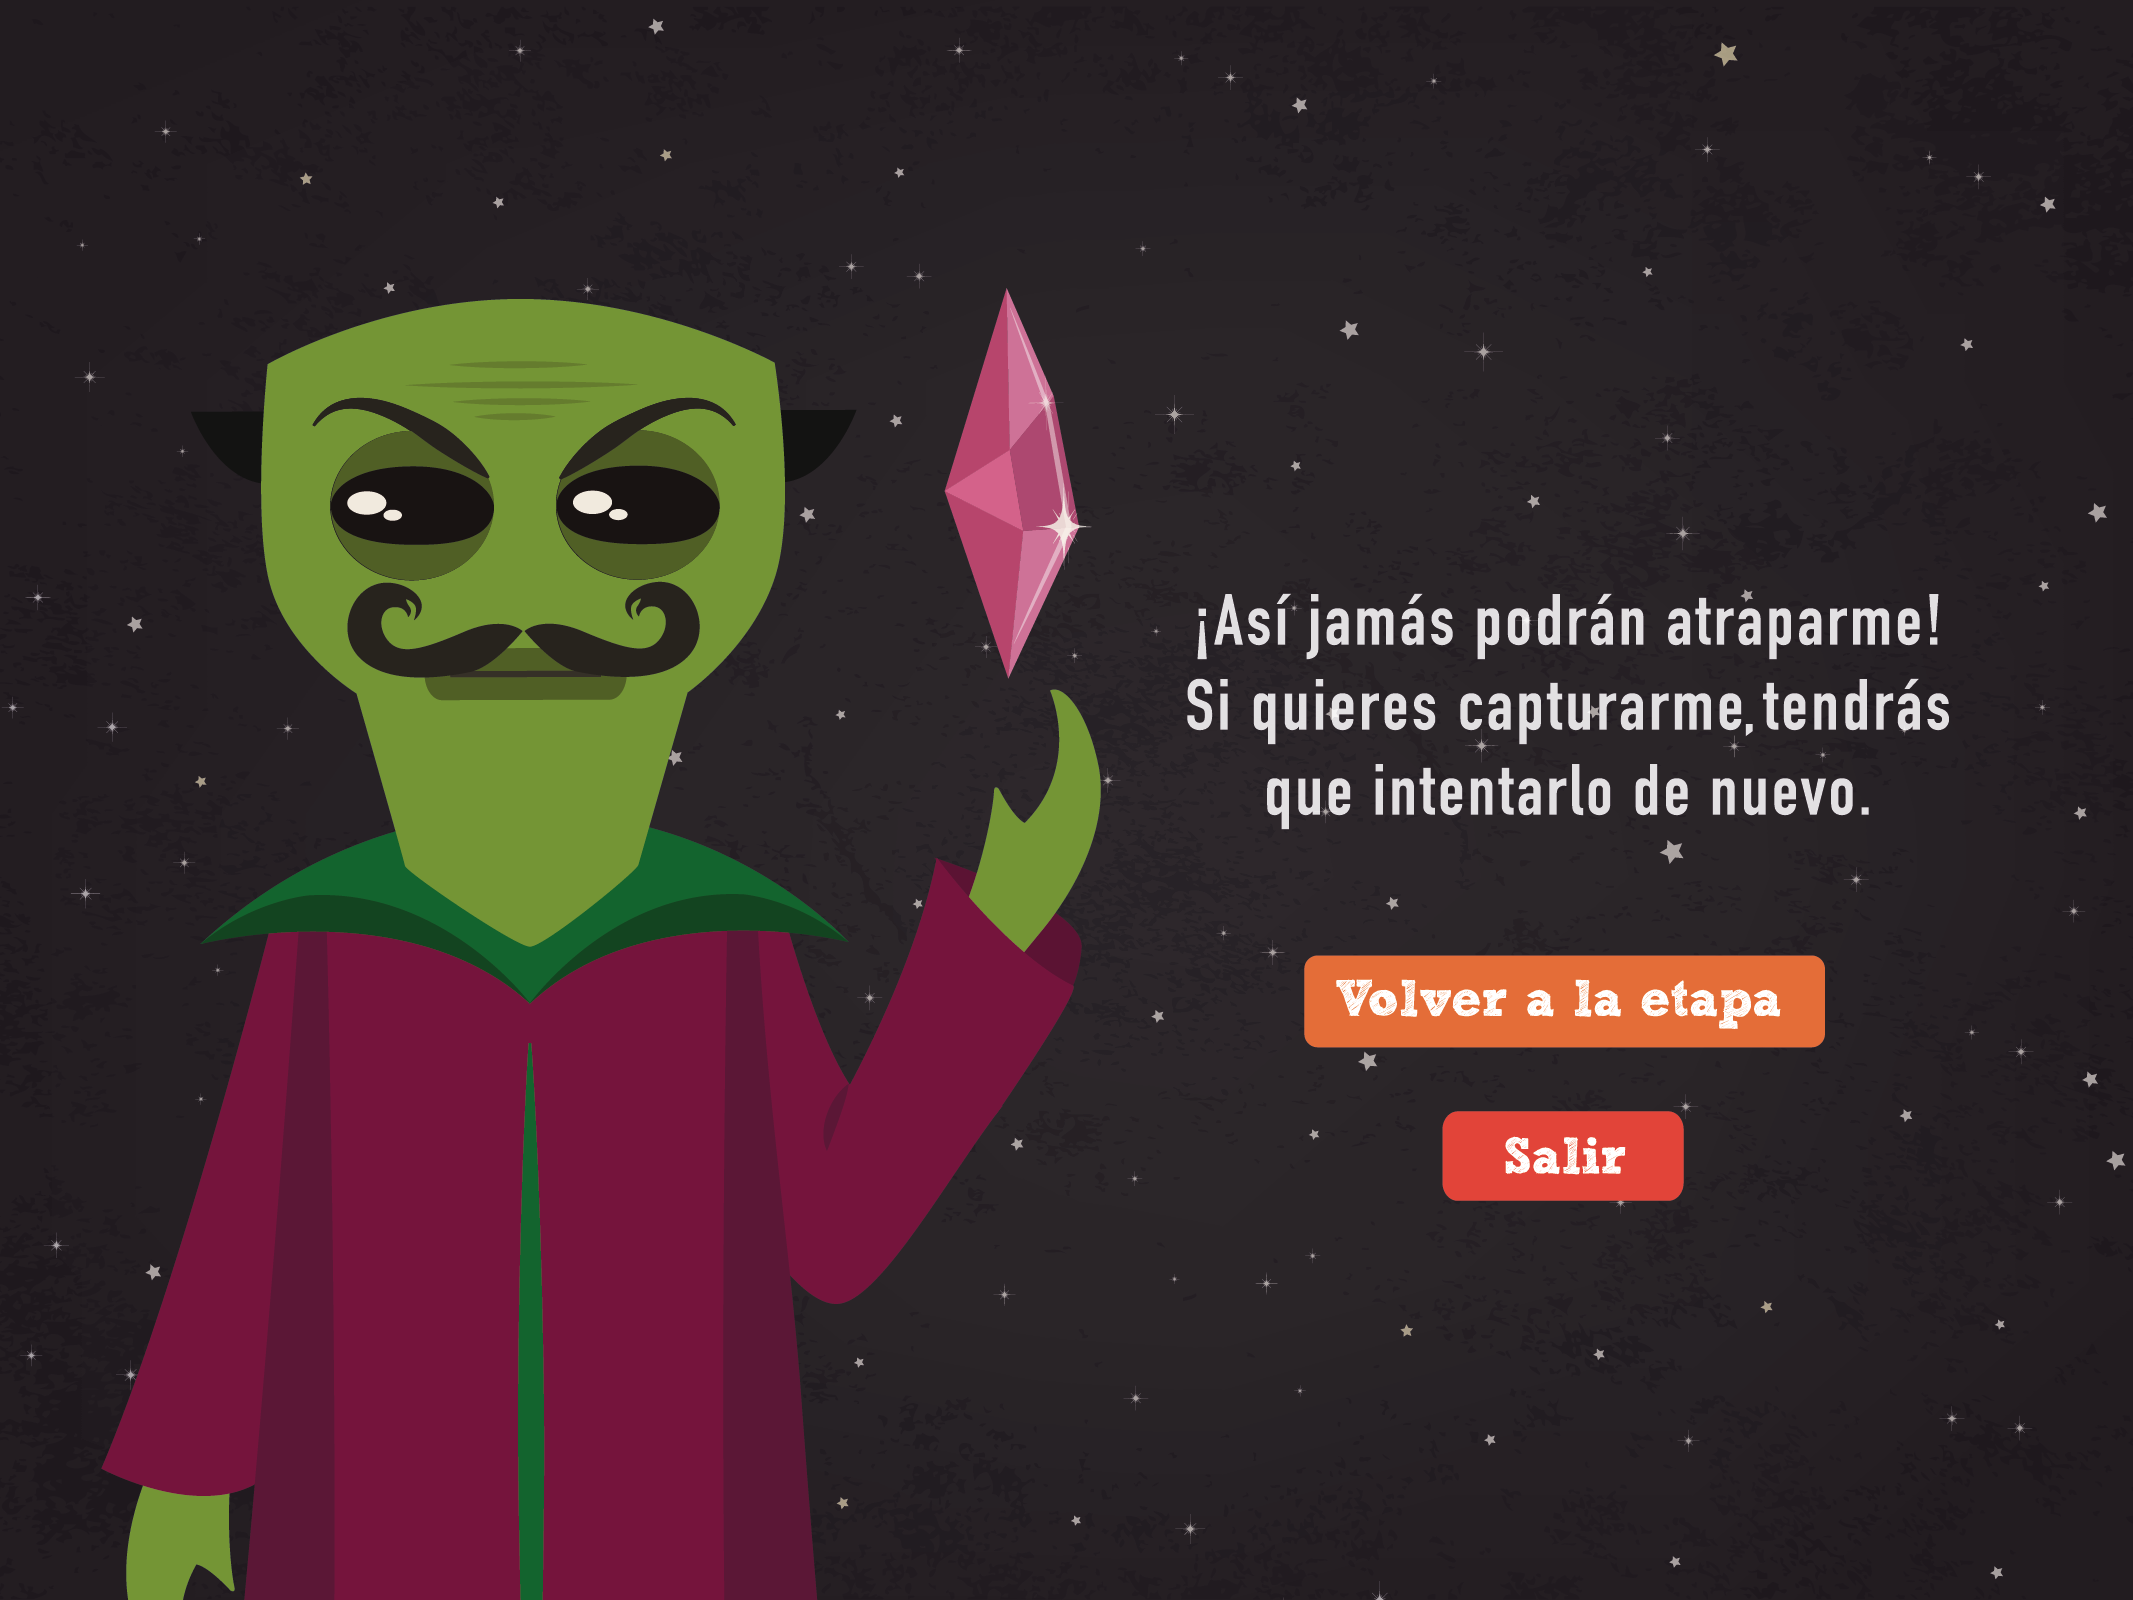 ¡Así jamás podrán atraparme!
Si quieres capturarme,tendrás
que intentarlo de nuevo.
Volver a la etapa
Salir